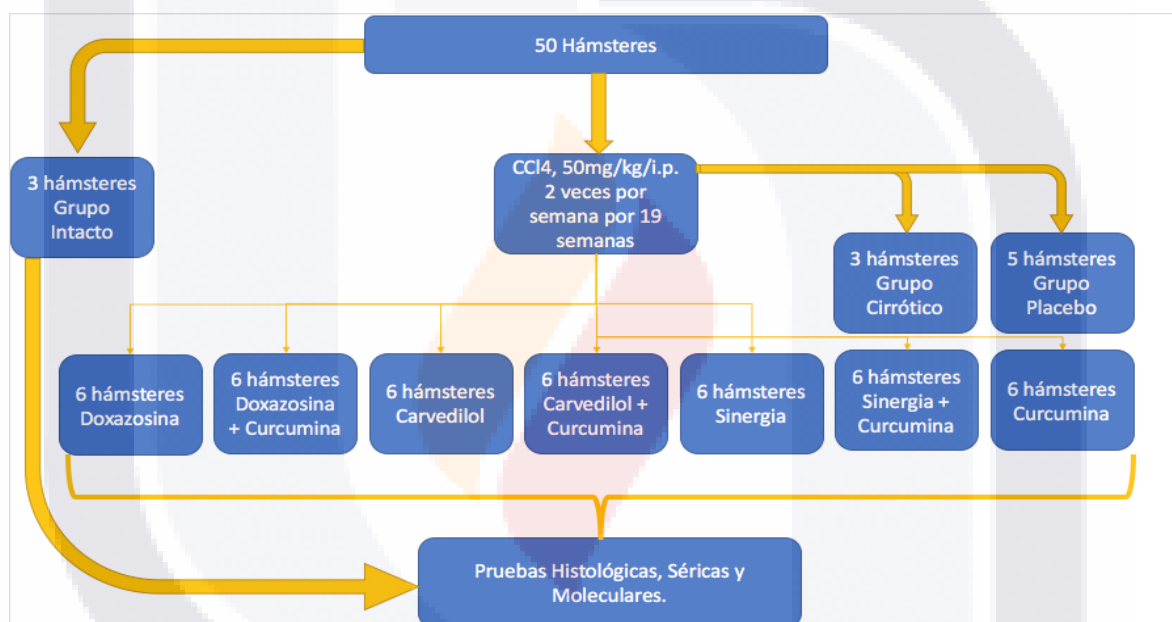 50 Hámsteres
3 hámsteres
Grupo
Intacto
CCl4, 50mg/kg/i.p.
2 veces por
semana por 19
semanas
3 hámsteres
Grupo
Cirrótico
5 hámsteres
Grupo
Placebo
6 hámsteres
Doxazosina
6 hámsteres
Doxazosina
+ Curcumina
6 hámsteres
Carvedilol
6 hámsteres
Carvedilol +
Curcumina
6 hámsteres
Sinergia
6 hámsteres
Sinergia +
Curcumina
6 hámsteres
Curcumina
Pruebas Histológicas, Séricas y
Moleculares.